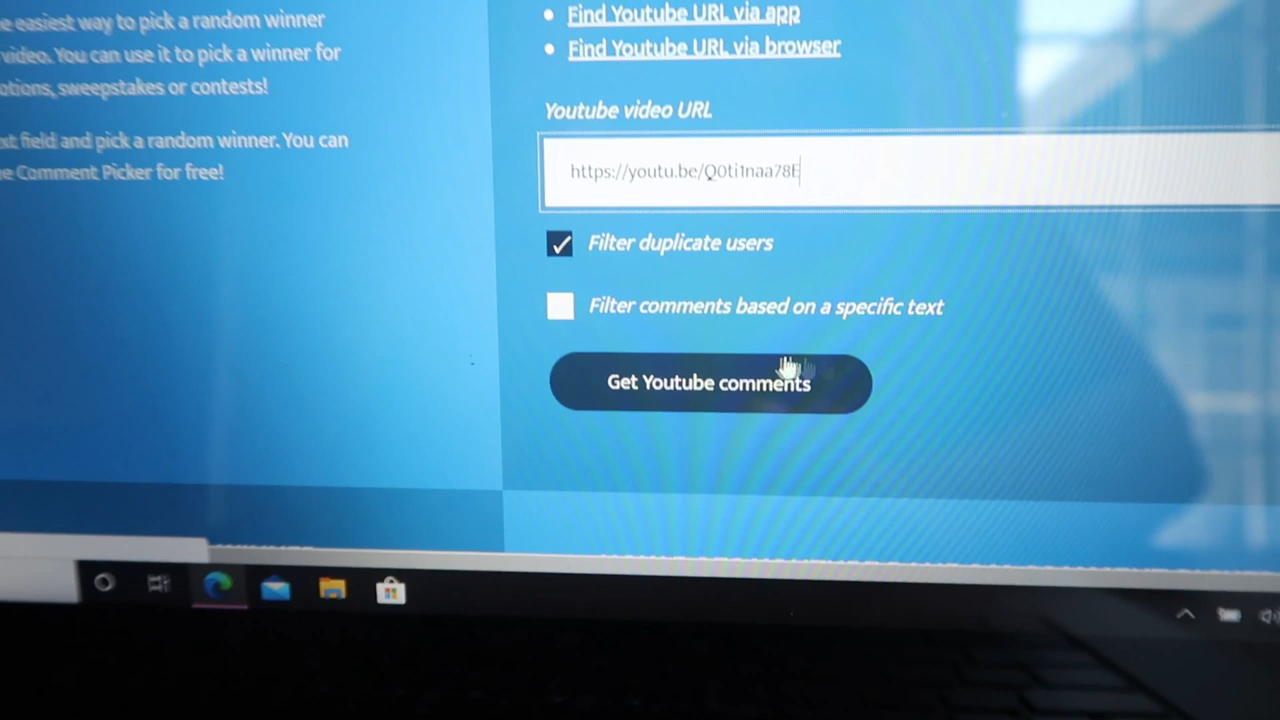 e easiest way to pick a random winner
video. You can use it to pick a winner for
otions, sweepstakes or contests!
xt field and pick a random winner. You can
e Comment Picker for free!
Find Youtube URL via app
Find Youtube URL via browser
Youtube video URL
https://youtu.be/Q0ti1naa78E
Filter duplicate users
Filter comments based on a specific text
Get Youtube comments